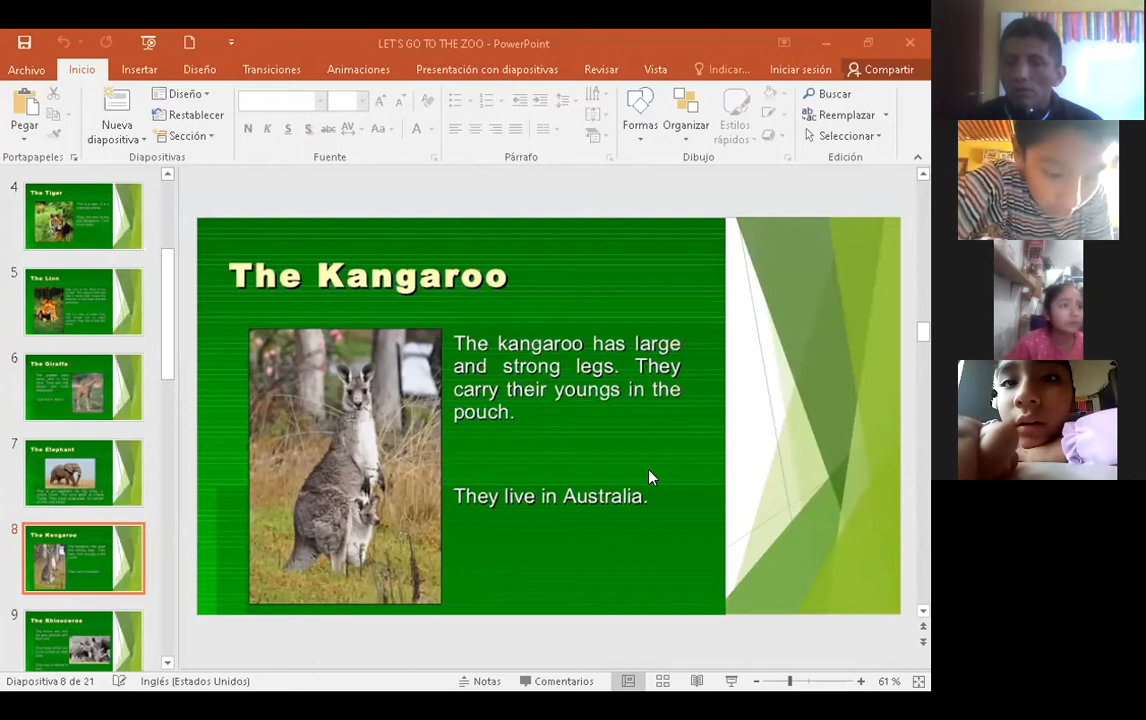 LET'S GO TO THE ZOO - PowerPoint
Archivo Inicio Insertar Diseño Transiciones Animaciones Presentación con diapositivas Revisar Vista Indicar... Iniciar sesión Compartir
Pegar
Nueva
diapositiva
Diseño
Restablecer
Sección
N K S S abc AV Aa A
Formas
Organizar
Estilos
rápidos
Buscar
Reemplazar
Seleccionar
Portapapeles Diapositivas Fuente Párrafo Dibujo Edición
4
The Tiger
5
The Lion
6
The Giraffe
7
The Elephant
8
The Kangaroo
9
The Rhinoceros
The Kangaroo
The kangaroo has large
and strong legs. They
carry their youngs in the
pouch.
They live in Australia.
Diapositiva 8 de 21 Inglés (Estados Unidos) Notas Comentarios 61 %